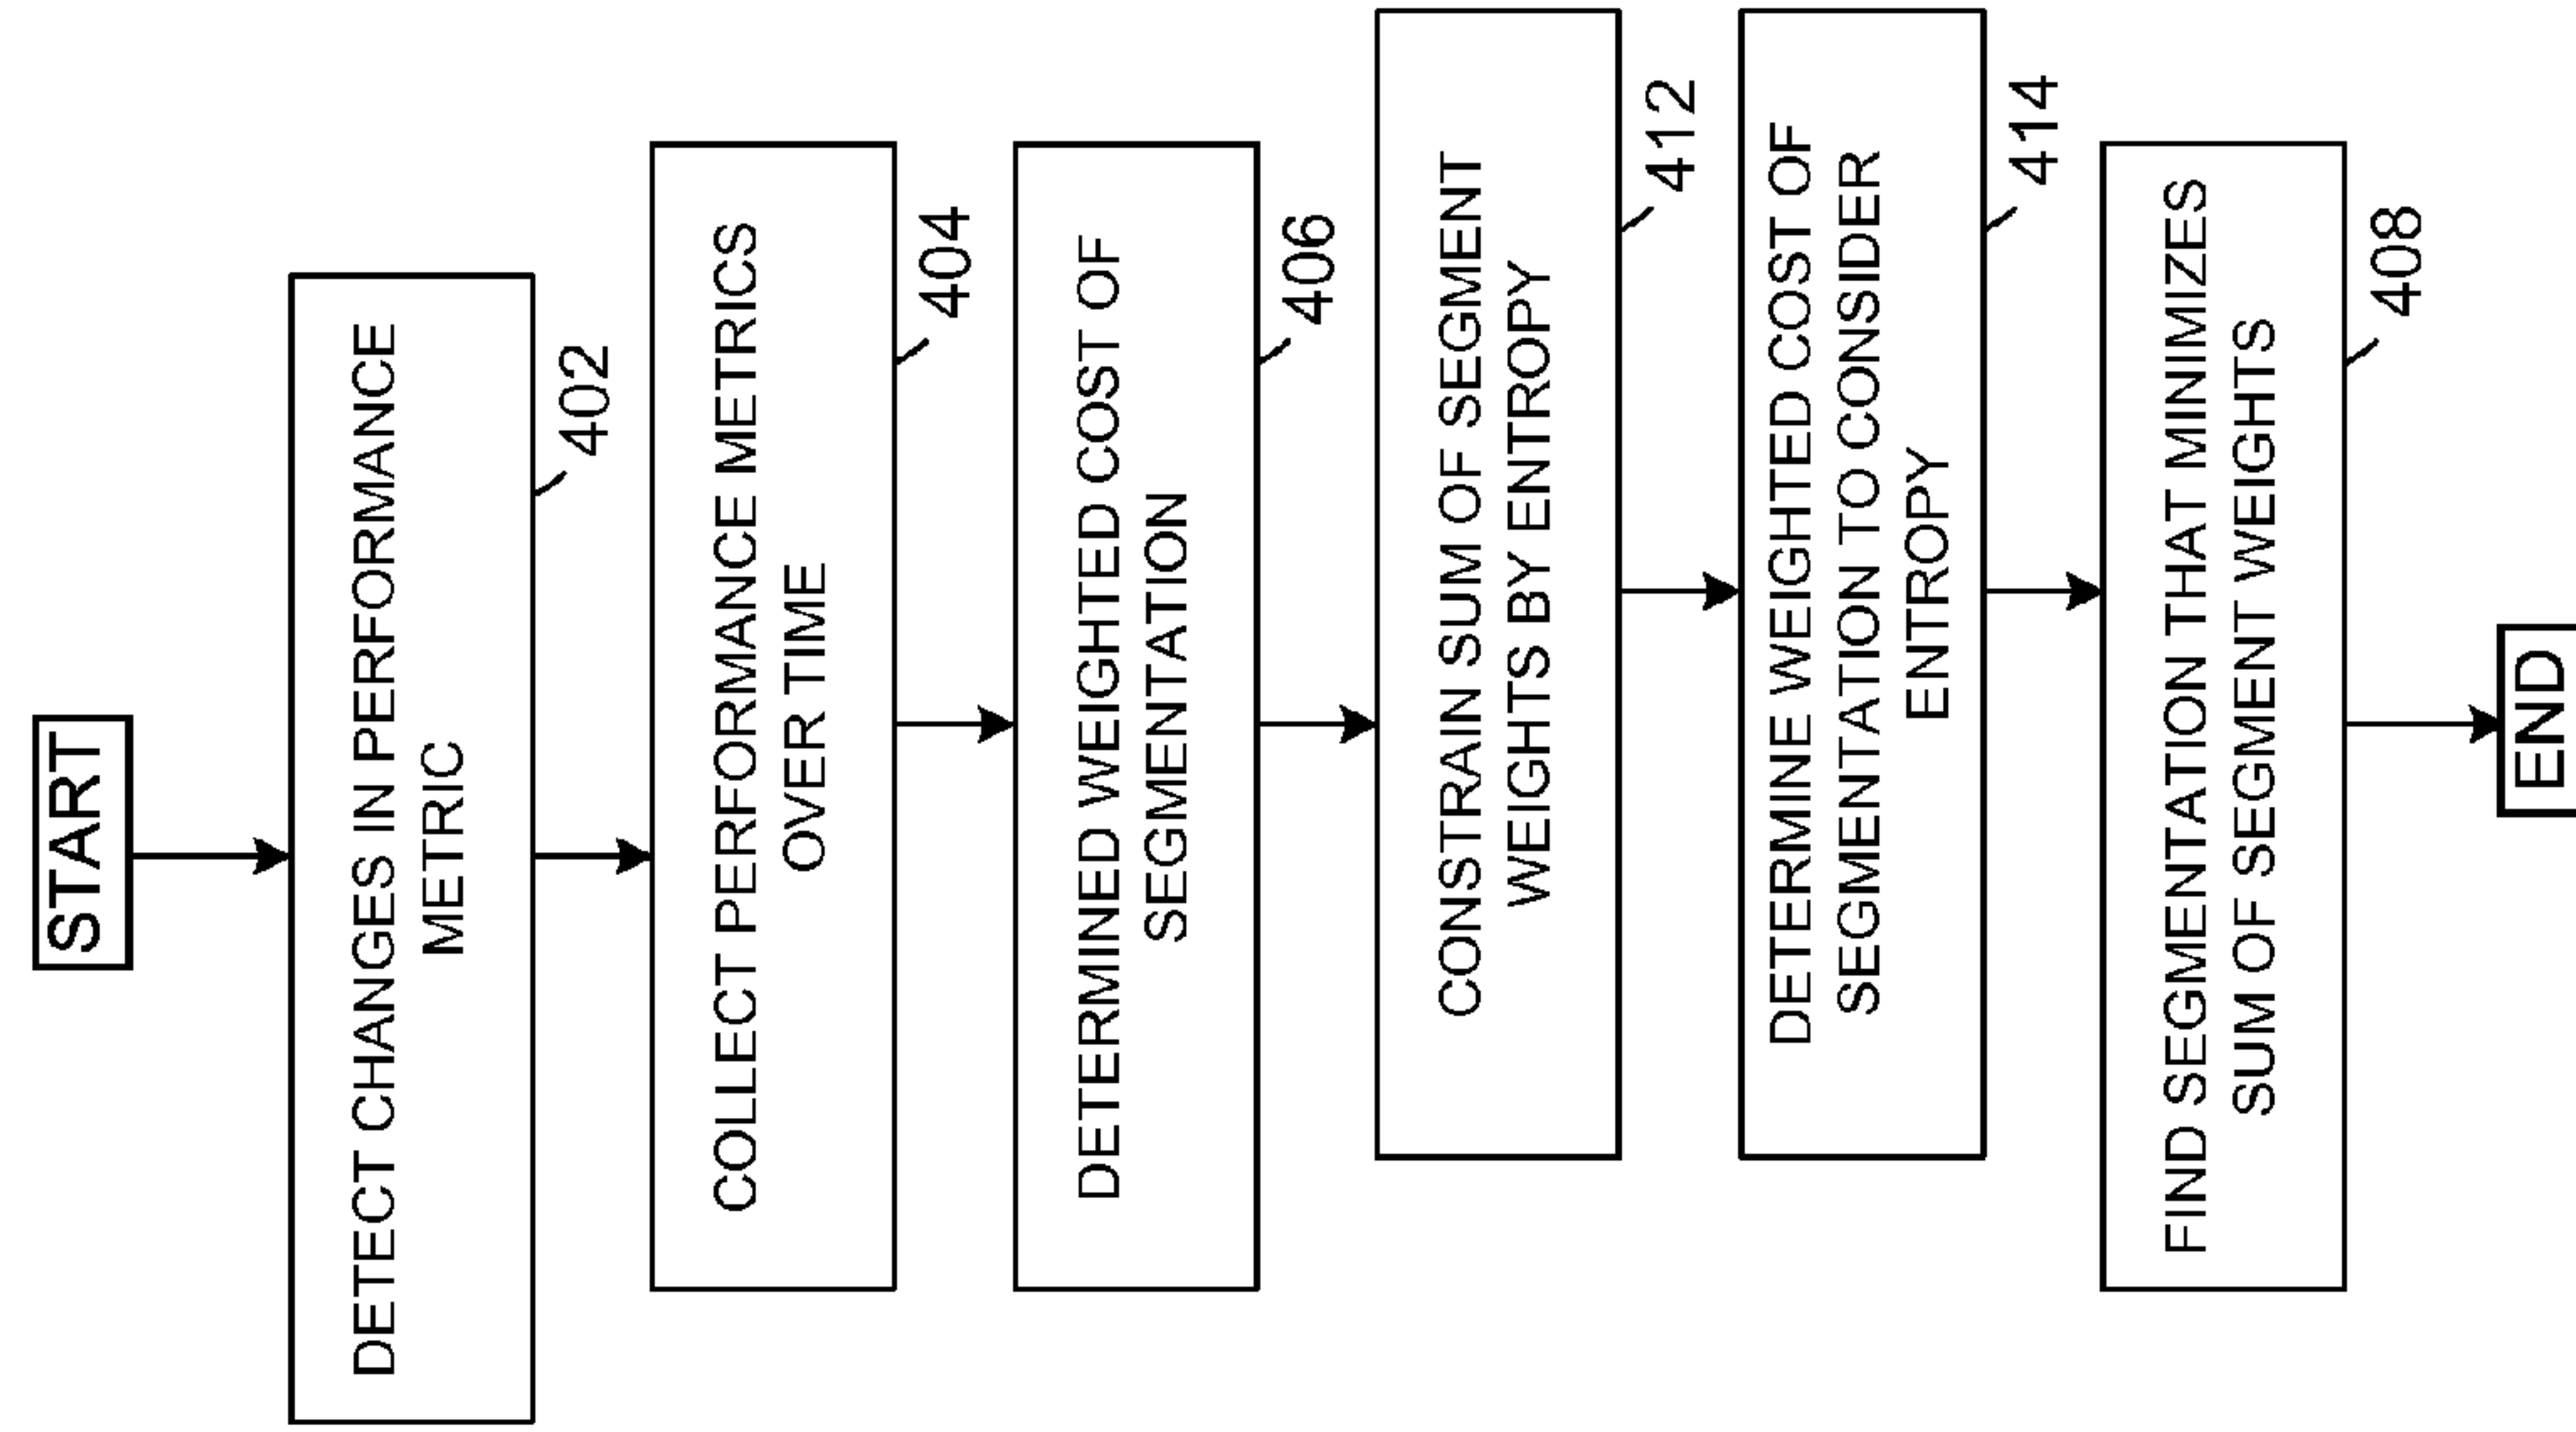 START
DETECT CHANGES IN PERFORMANCE
METRIC
402
COLLECT PERFORMANCE METRICS
OVER TIME
404
DETERMINED WEIGHTED COST OF
SEGMENTATION
406
CONSTRAIN SUM OF SEGMENT
WEIGHTS BY ENTROPY
412
DETERMINE WEIGHTED COST OF
SEGMENTATION TO CONSIDER
ENTROPY
414
FIND SEGMENTATION THAT MINIMIZES
SUM OF SEGMENT WEIGHTS
408
END